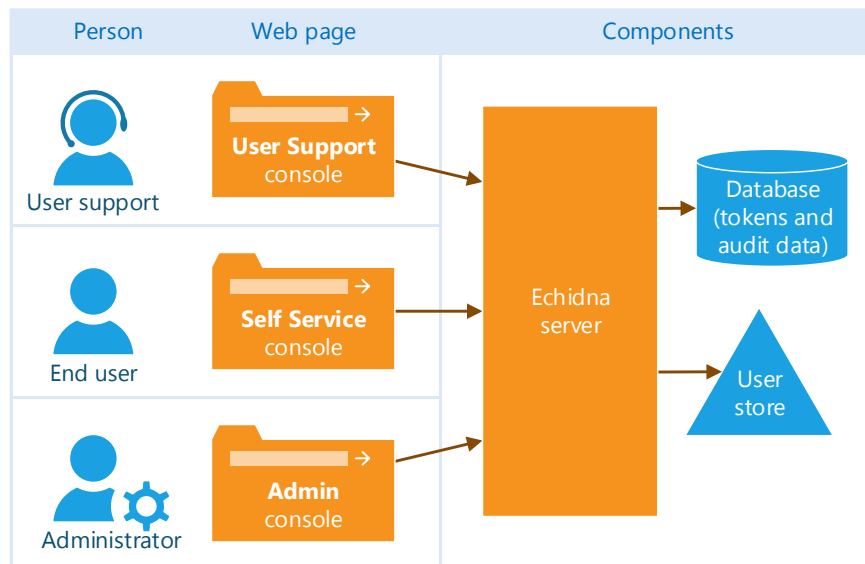 Person
Web page
Components
User Support
console
User support
Self Service
console
End user
Admin
console
Administrator
Echidna
server
Database
(tokens and
audit data)
User
store